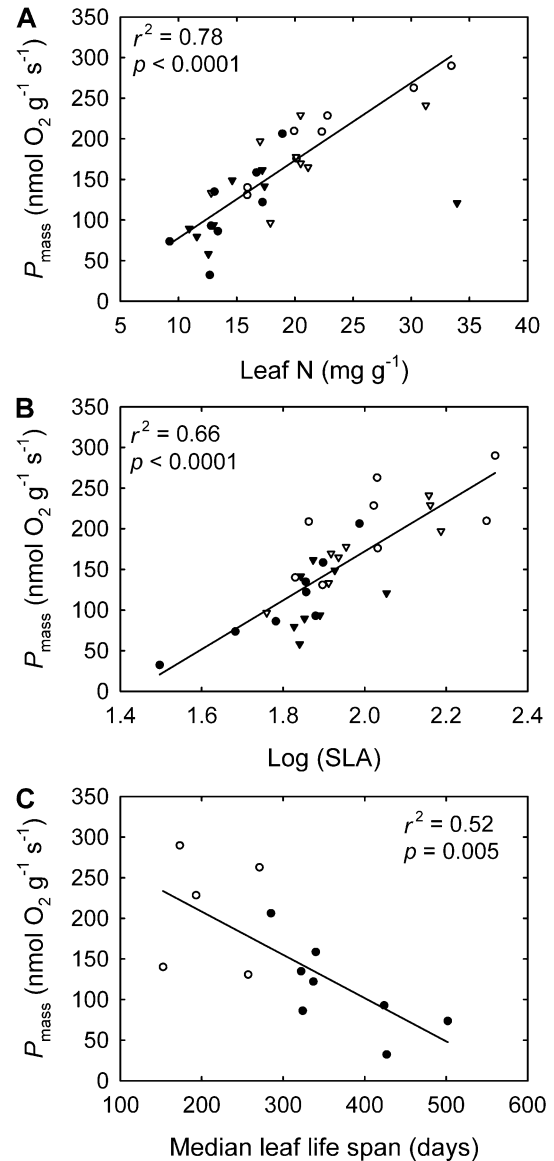 A
r² = 0.78
p < 0.0001
350
300
250
200
150
100
50
0
P mass (nmol O₂ g⁻¹ s⁻¹)
5 10 15 20 25 30 35 40
Leaf N (mg g⁻¹)
B
r² = 0.66
p < 0.0001
350
300
250
200
150
100
50
0
P mass (nmol O₂ g⁻¹ s⁻¹)
1.4 1.6 1.8 2.0 2.2 2.4
Log (SLA)
C
r² = 0.52
p = 0.005
350
300
250
200
150
100
50
0
P mass (nmol O₂ g⁻¹ s⁻¹)
100 200 300 400 500 600
Median leaf life span (days)